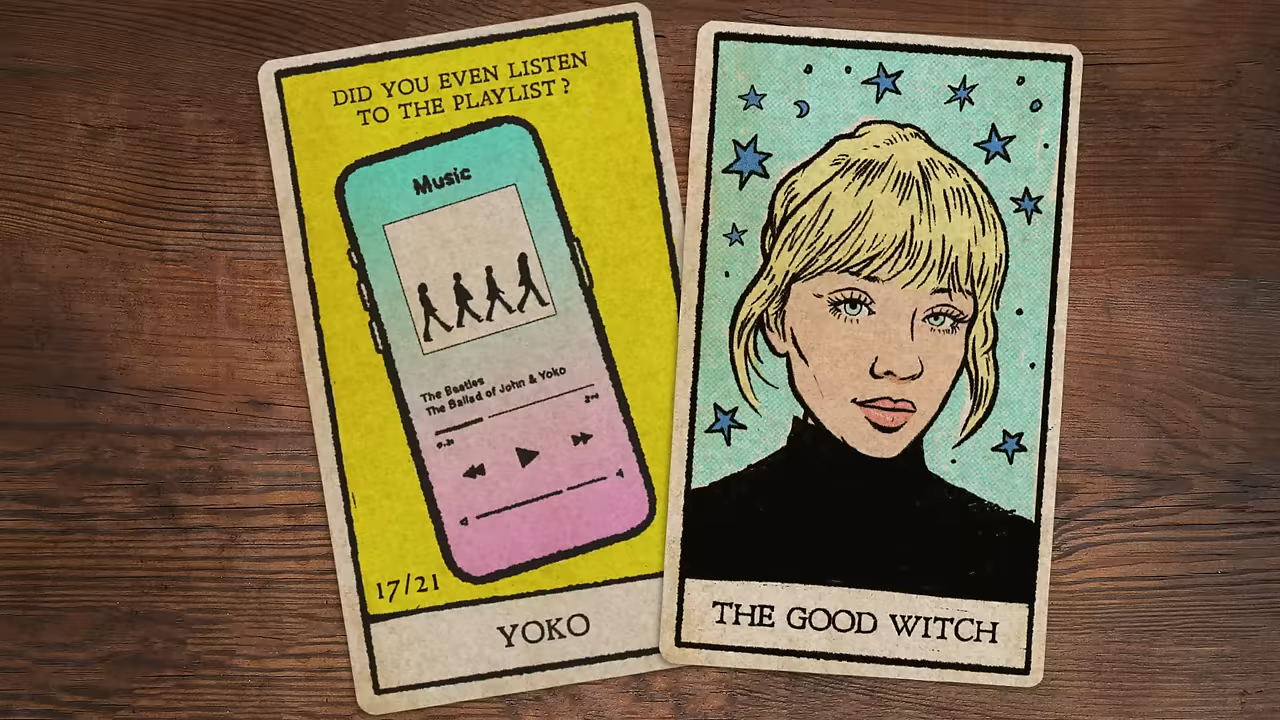 DID YOU EVEN LISTEN
TO THE PLAYLIST?
Music
The Beatles
The Ballad of John & Yoko
17/21
YOKO
THE GOOD WITCH